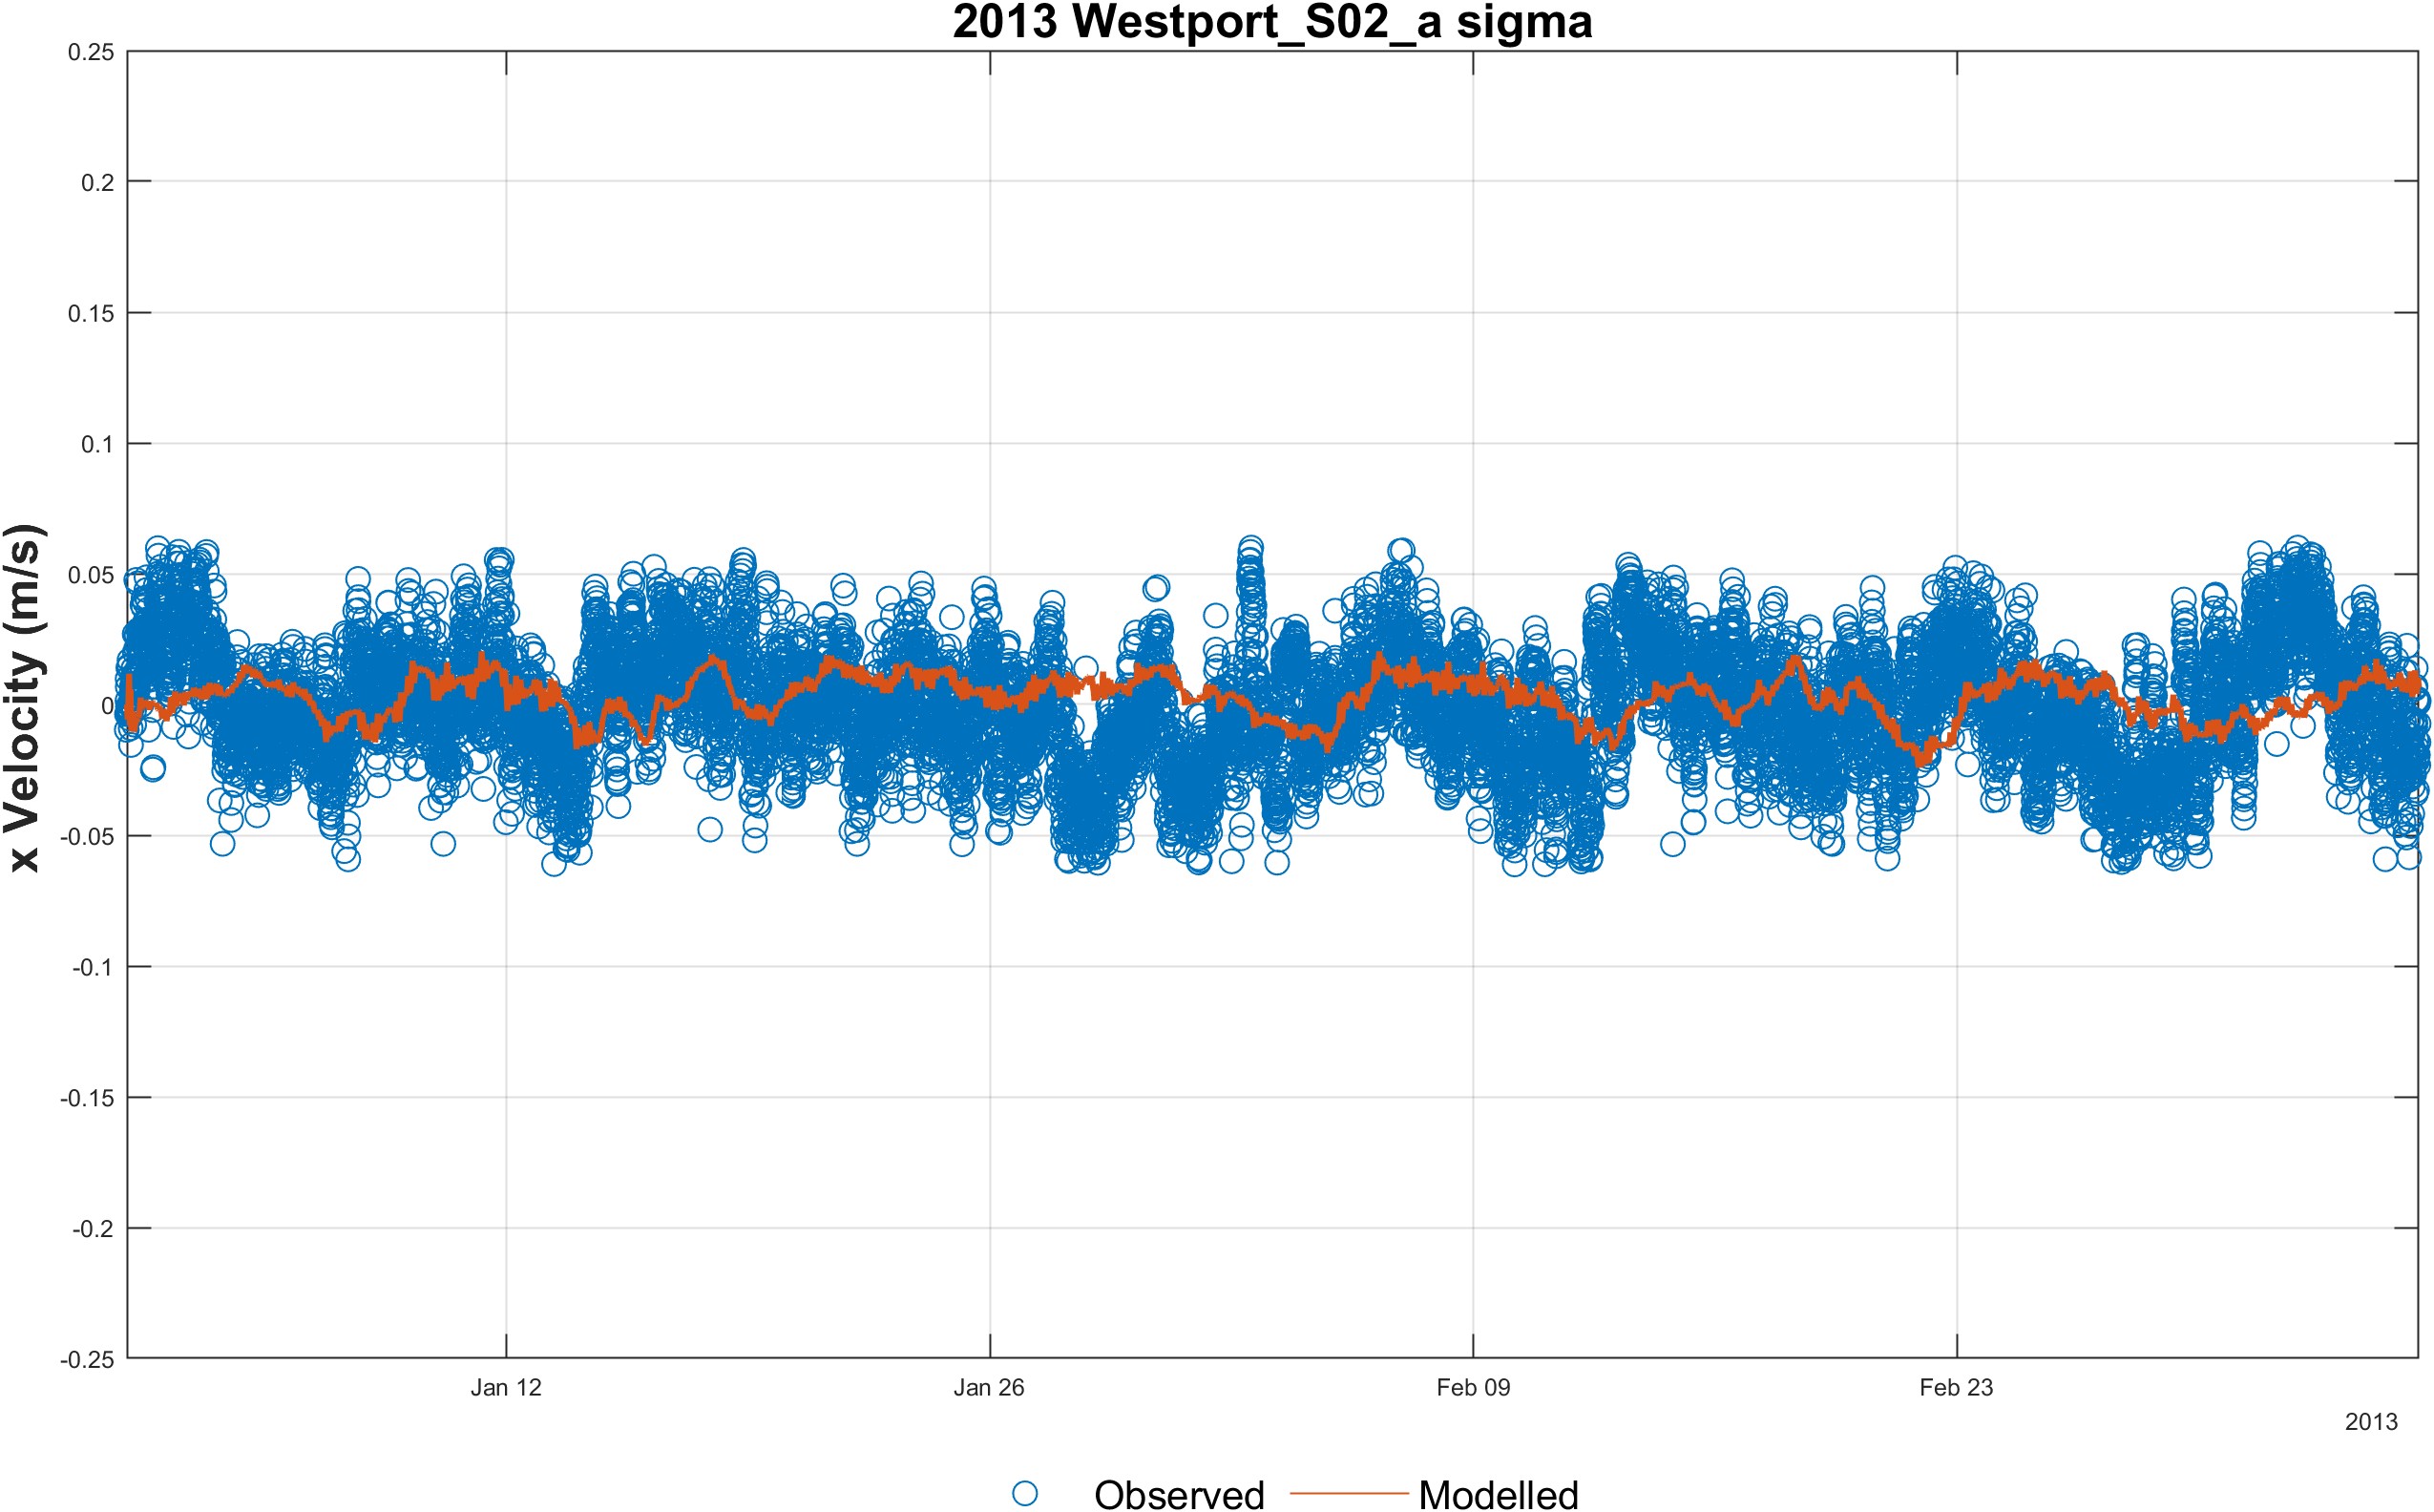 2013 Westport_S02_a sigma
0.25
0.2
0.15
0.1
0.05
0
-0.05
-0.1
-0.15
-0.2
-0.25
x Velocity (m/s)
Jan 12
Jan 26
Feb 09
Feb 23
2013
Observed
Modelled